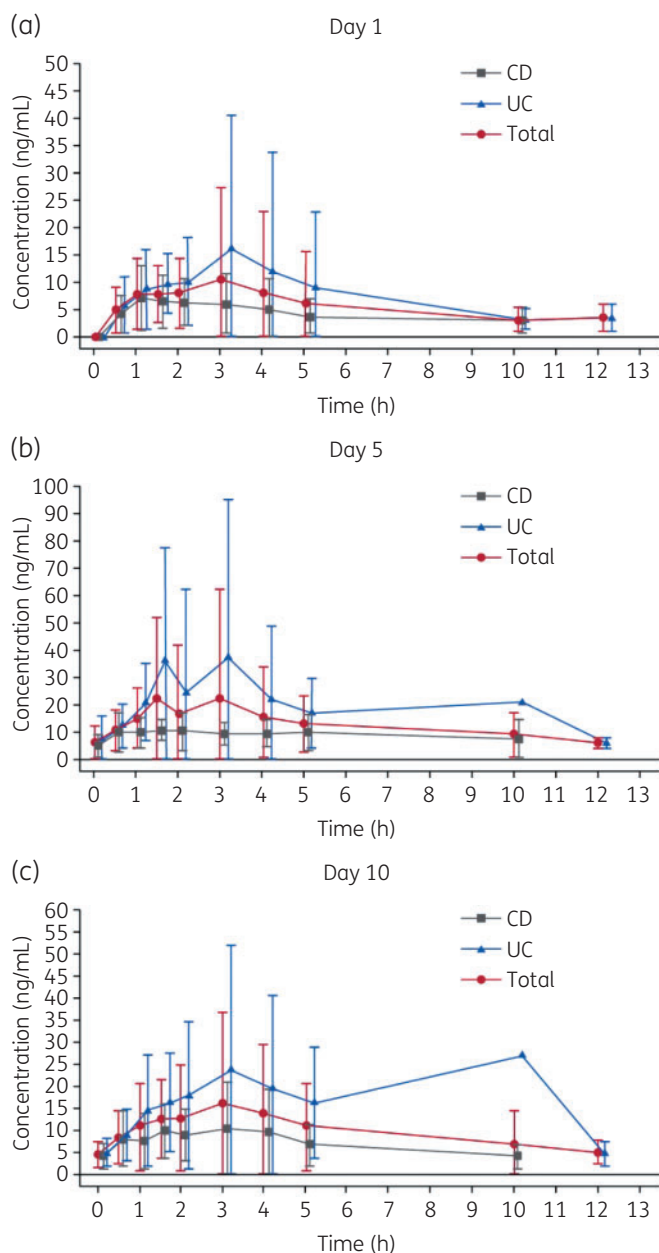 (a)
Day 1
Concentration (ng/mL)
50
45
40
35
30
25
20
15
10
5
0
CD
UC
Total
0 1 2 3 4 5 6 7 8 9 10 11 12 13
Time (h)
(b)
Day 5
Concentration (ng/mL)
100
90
80
70
60
50
40
30
20
10
0
CD
UC
Total
0 1 2 3 4 5 6 7 8 9 10 11 12 13
Time (h)
(c)
Day 10
Concentration (ng/mL)
60
55
50
45
40
35
30
25
20
15
10
5
0
CD
UC
Total
0 1 2 3 4 5 6 7 8 9 10 11 12 13
Time (h)